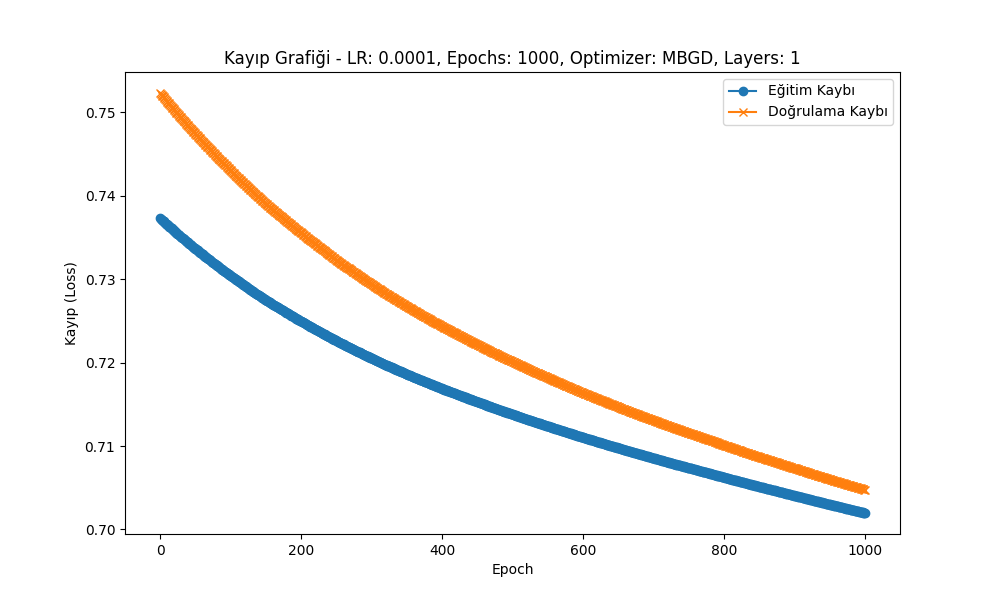 Kayıp Grafiği - LR: 0.0001, Epochs: 1000, Optimizer: MBGD, Layers: 1
Eğitim Kaybı
Doğrulama Kaybı
Kayıp (Loss)
0.75
0.74
0.73
0.72
0.71
0.70
0 200 400 600 800 1000
Epoch